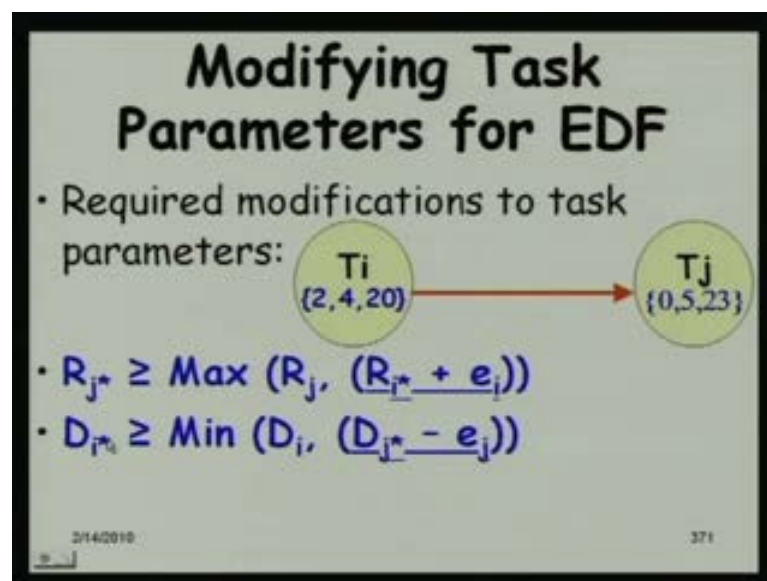 Modifying Task
Parameters for EDF
• Required modifications to task
parameters:
Ti
{2,4,20}
Tj
{0,5,23}
• Rj* ≥ Max (Rj, (Ri* + ei))
• Di* ≥ Min (Di, (Dj* - ej))
2/14/2010
371